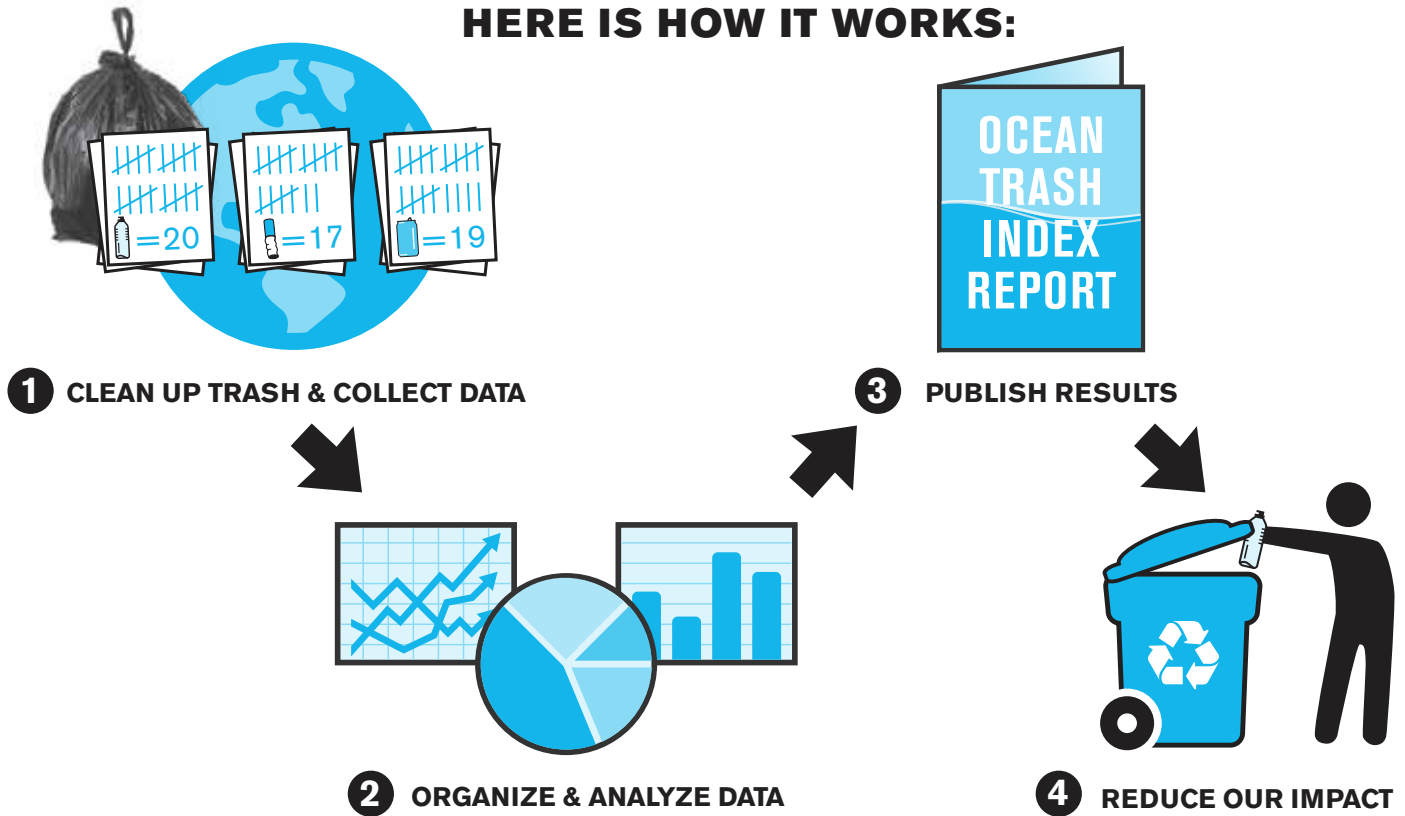 HERE IS HOW IT WORKS:
=20
=17
=19
1 CLEAN UP TRASH & COLLECT DATA
2 ORGANIZE & ANALYZE DATA
OCEAN
TRASH
INDEX
REPORT
3 PUBLISH RESULTS
4 REDUCE OUR IMPACT